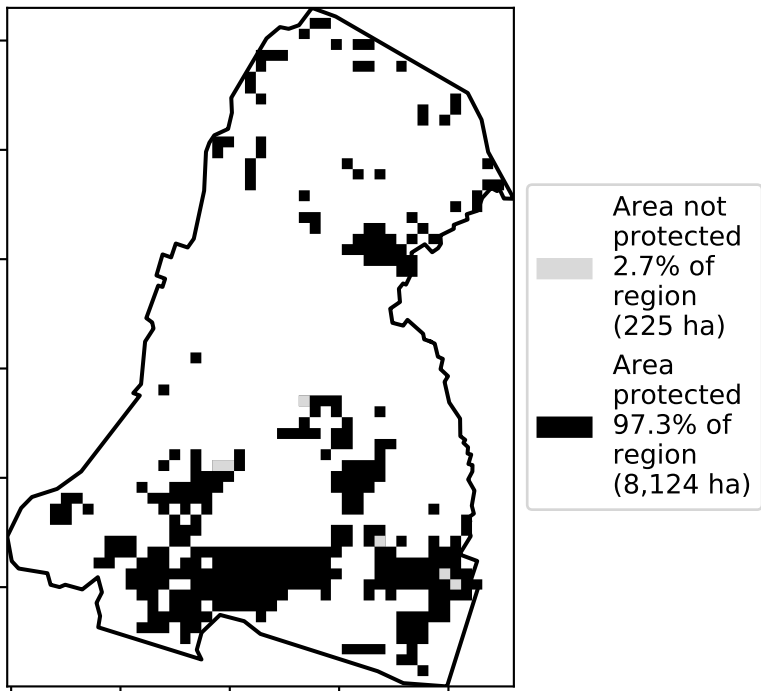 Area not
protected
2.7% of
region
(225 ha)
Area
protected
97.3% of
region
(8,124 ha)